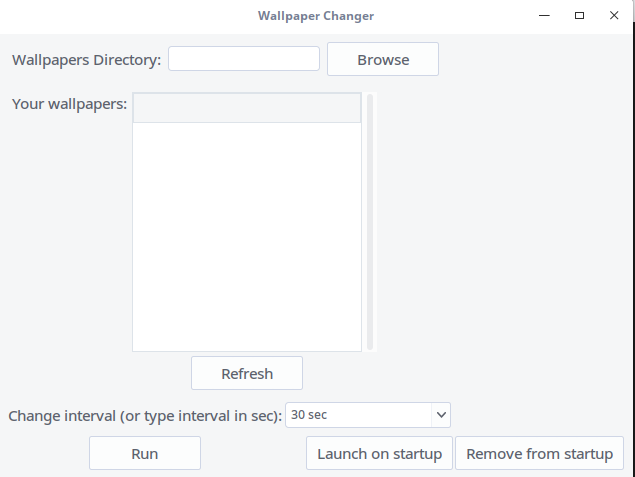 Wallpaper Changer
Wallpapers Directory: Browse
Your wallpapers:
Refresh
Change interval (or type interval in sec): 30 sec
Run Launch on startup Remove from startup